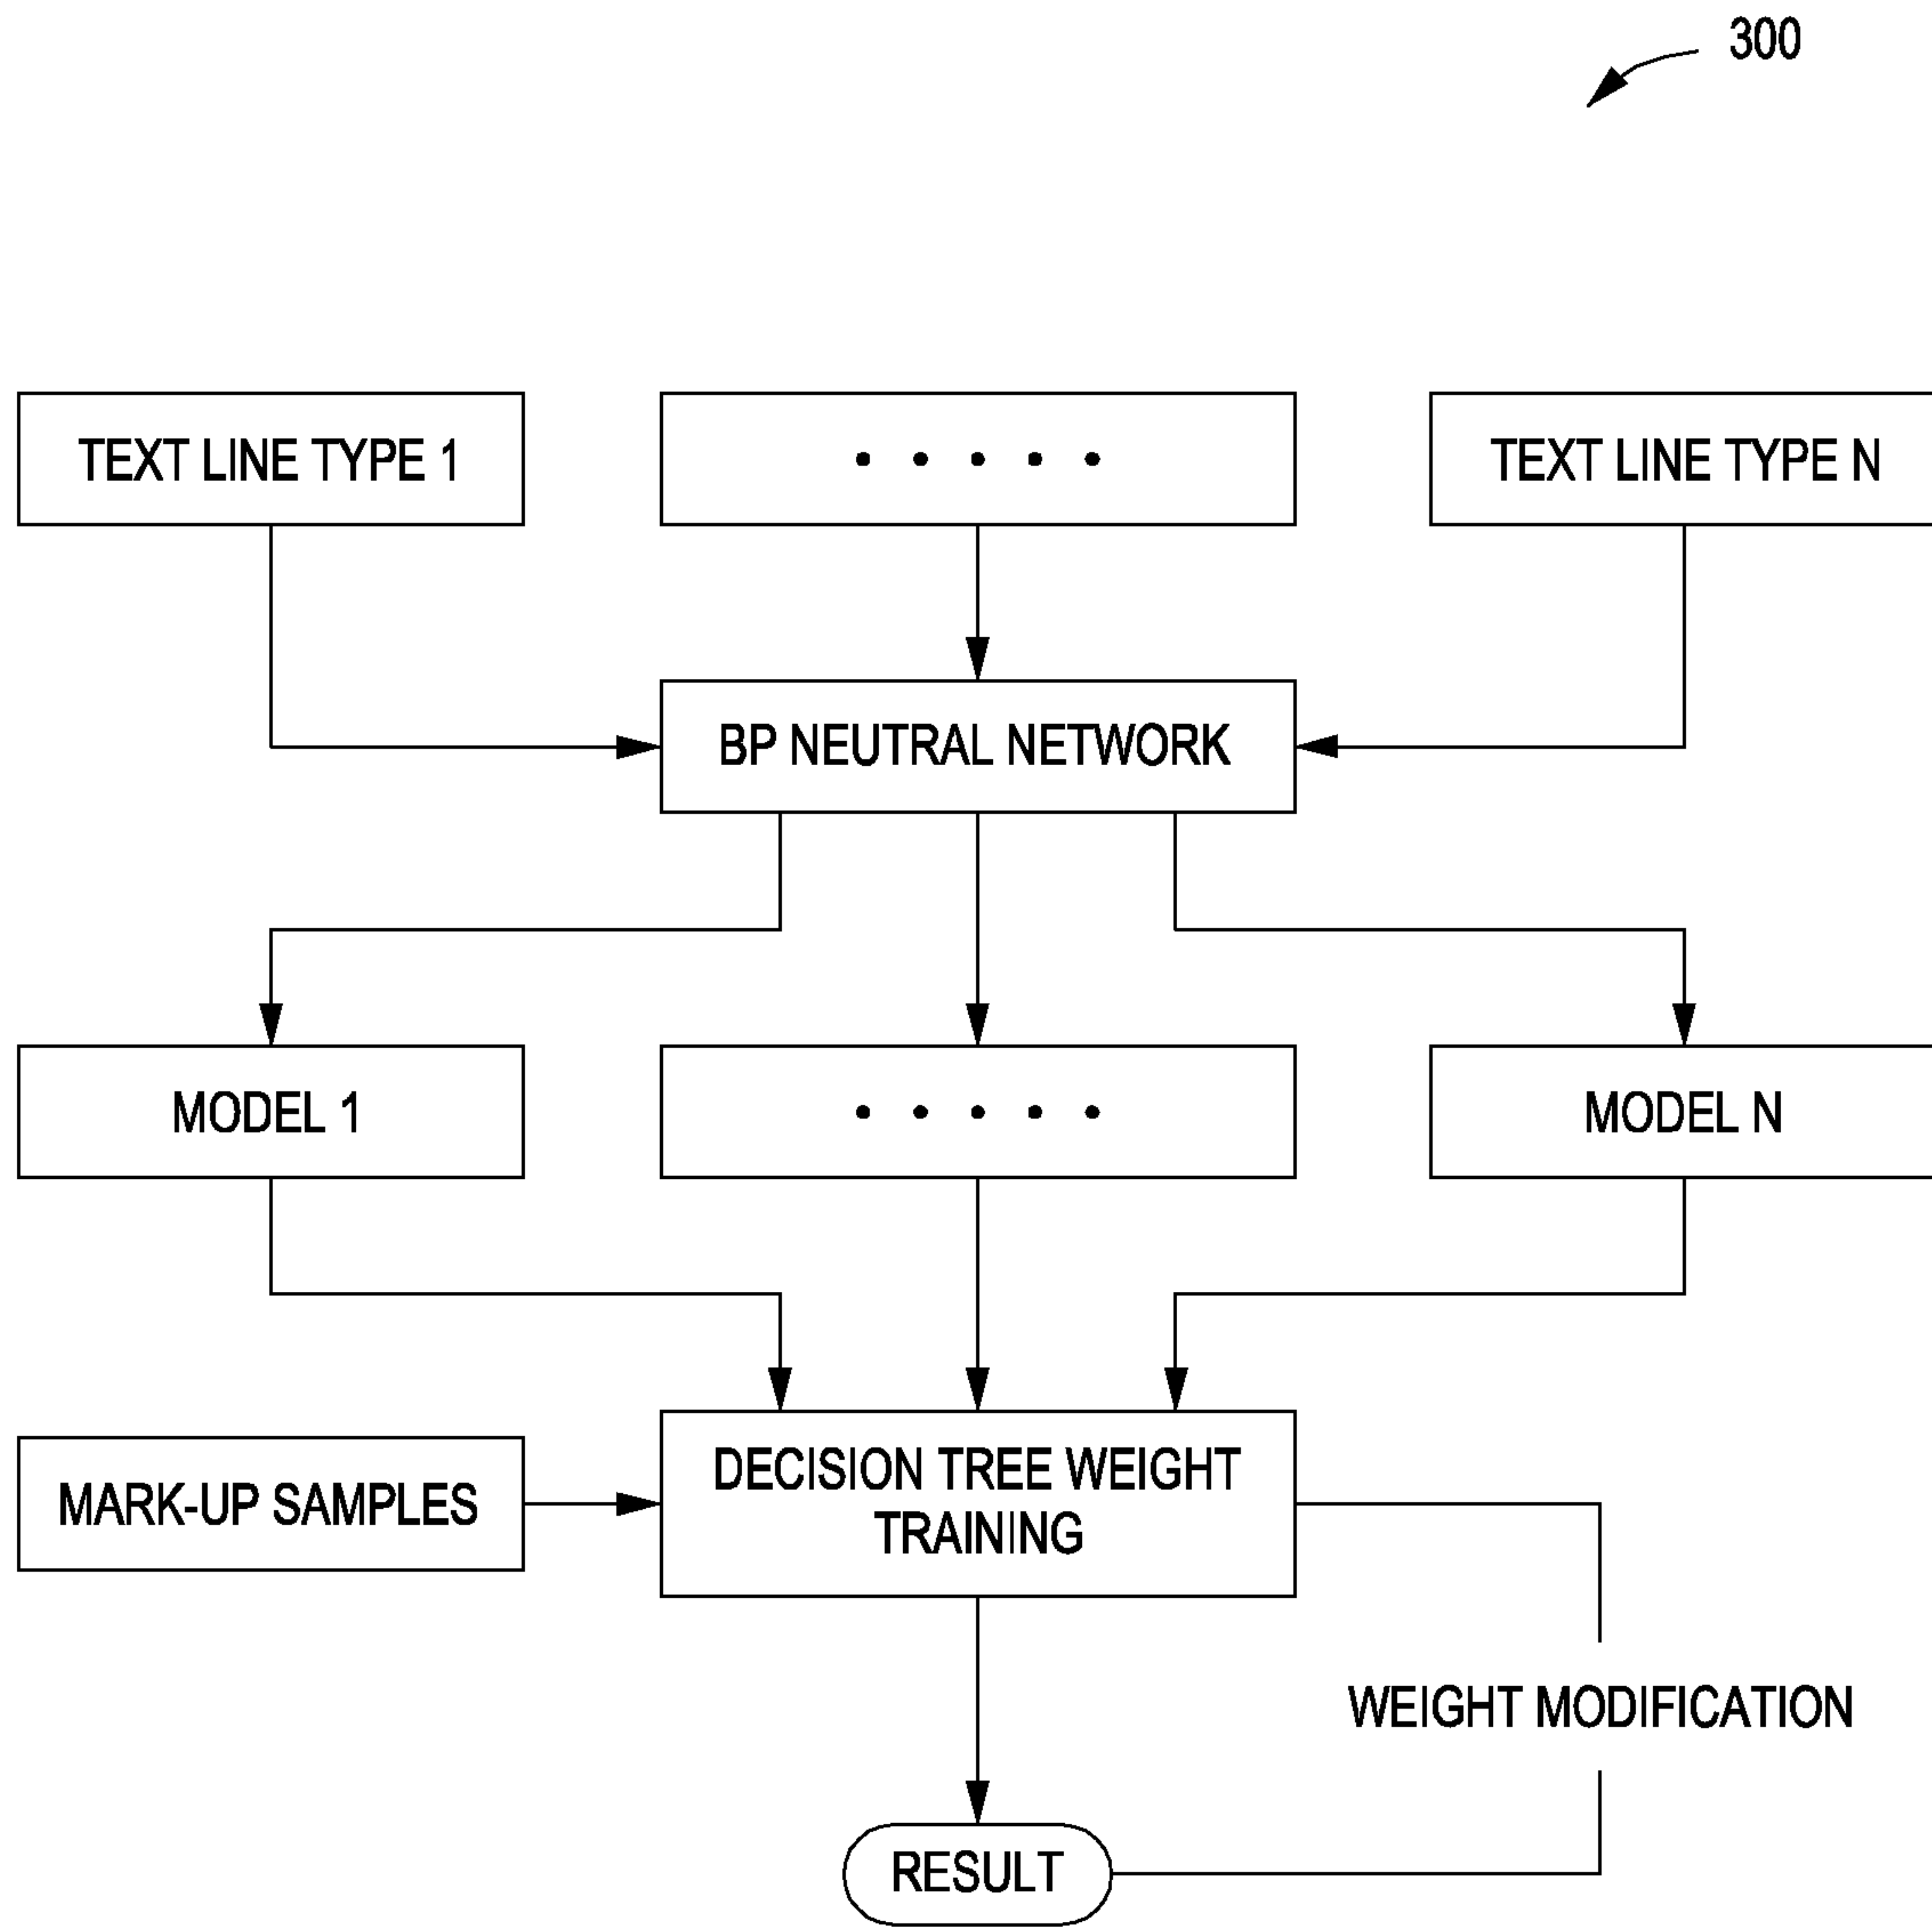 300
TEXT LINE TYPE 1
• • • • •
TEXT LINE TYPE N
BP NEUTRAL NETWORK
MODEL 1
• • • • •
MODEL N
MARK-UP SAMPLES
DECISION TREE WEIGHT
TRAINING
WEIGHT MODIFICATION
RESULT